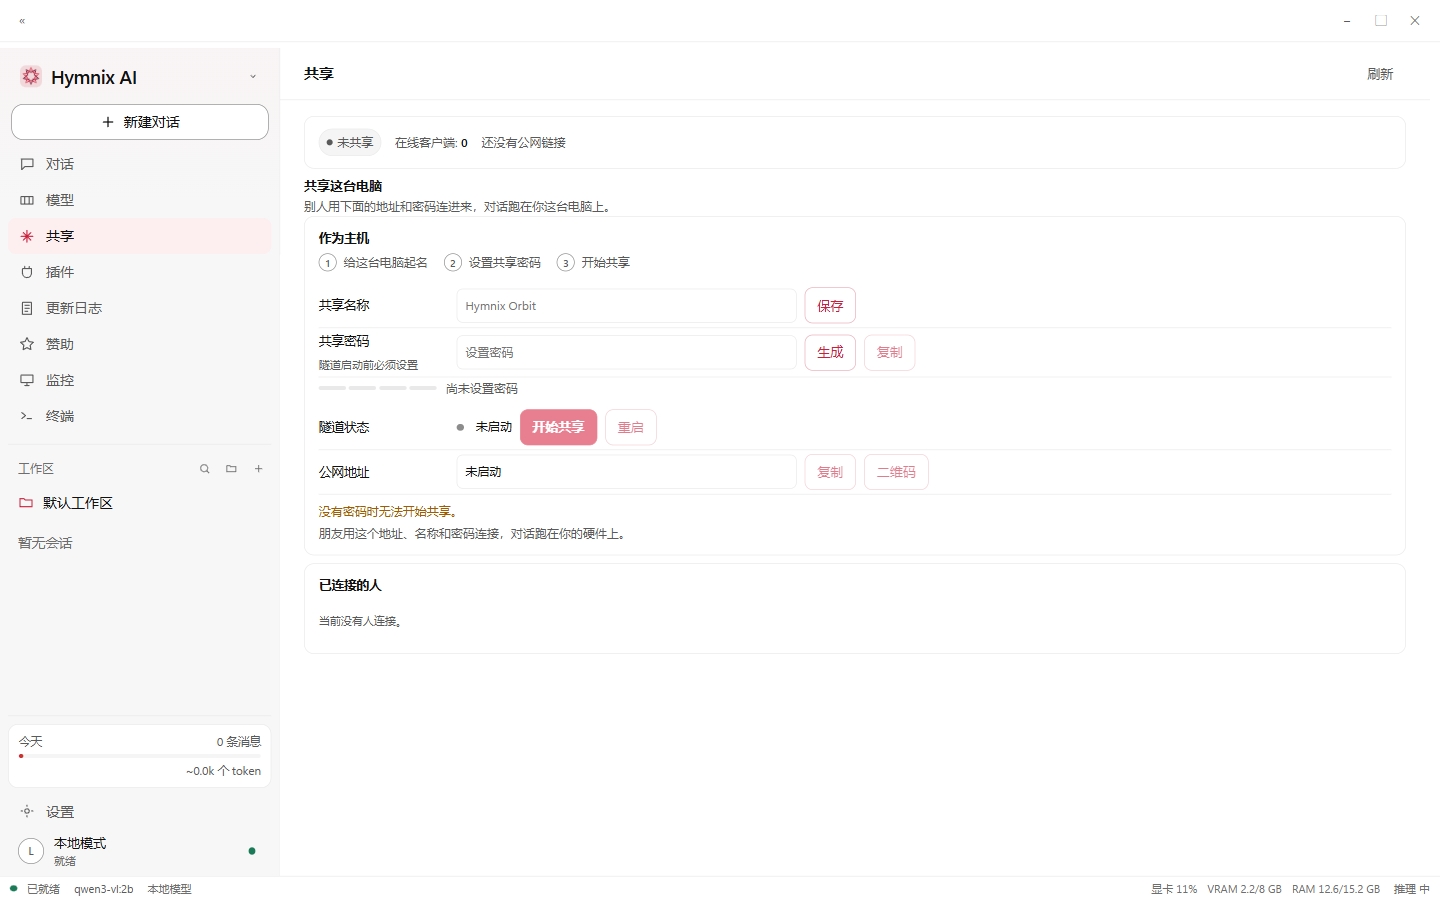 «
Hymnix AI
新建对话
对话
模型
共享
插件
更新日志
赞助
监控
终端
工作区
默认工作区
暂无会话
今天 0 条消息
~0.0k 个 token
设置
L 本地模式
就绪
共享 刷新
未共享 在线客户端: 0 还没有公网链接
共享这台电脑
别人用下面的地址和密码连进来，对话跑在你这台电脑上。
作为主机
1 给这台电脑起名 2 设置共享密码 3 开始共享
共享名称 Hymnix Orbit 保存
共享密码 设置密码 生成 复制
隧道启动前必须设置
尚未设置密码
隧道状态 未启动 开始共享 重启
公网地址 未启动 复制 二维码
没有密码时无法开始共享。
朋友用这个地址、名称和密码连接，对话跑在你的硬件上。
已连接的人
当前没有人连接。
已就绪 qwen3-vl:2b 本地模型 显卡 11% VRAM 2.2/8 GB RAM 12.6/15.2 GB 推理 中